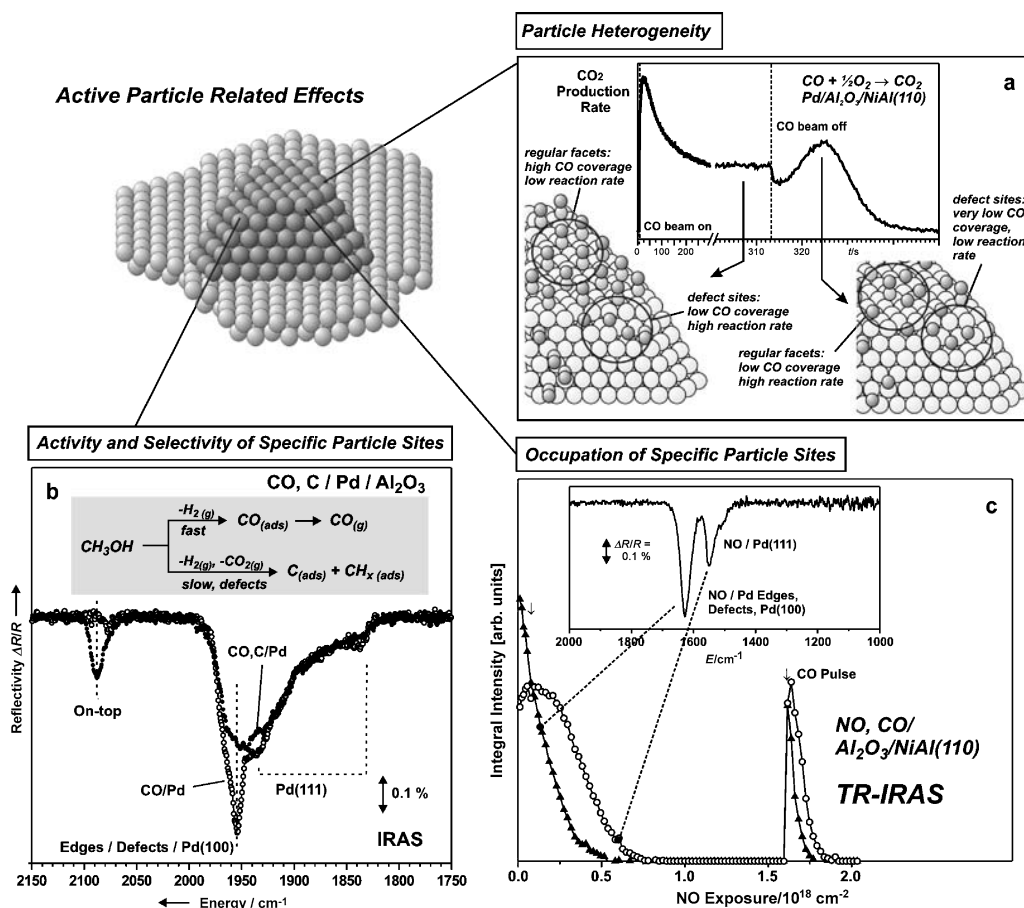 Particle Heterogeneity
Active Particle Related Effects
a
CO2
Production
Rate
CO + ½O₂ → CO₂
Pd/Al₂O₃/NiAl(110)
CO beam off
regular facets:
high CO coverage
low reaction rate
CO beam on
0 100 200 310 320 t/s
defect sites:
very low CO
coverage,
low reaction
rate
defect sites:
low CO coverage
high reaction rate
regular facets:
low CO coverage
high reaction rate
Activity and Selectivity of Specific Particle Sites
b
CO, C / Pd / Al₂O₃
-H₂ (g)
fast
CO(ads) → CO(g)
CH₃OH
-H₂(g), -CO₂(g)
slow, defects
C(ads) + CHₓ (ads)
Reflectivity ΔR/R
On-top
CO,C/Pd
CO/Pd
Pd(111)
0.1 %
Edges / Defects / Pd(100)
IRAS
2150 2100 2050 2000 1950 1900 1850 1800 1750
Energy / cm⁻¹
Occupation of Specific Particle Sites
c
ΔR/R =
0.1 %
NO / Pd(111)
NO / Pd Edges,
Defects, Pd(100)
2000 1800 1600 1400 1200 1000
E/cm⁻¹
Integral Intensity [arb. units]
CO Pulse
NO, CO/
Al₂O₃/NiAl(110)
TR-IRAS
0.0 0.5 1.0 1.5 2.0
NO Exposure/10¹⁸ cm⁻²